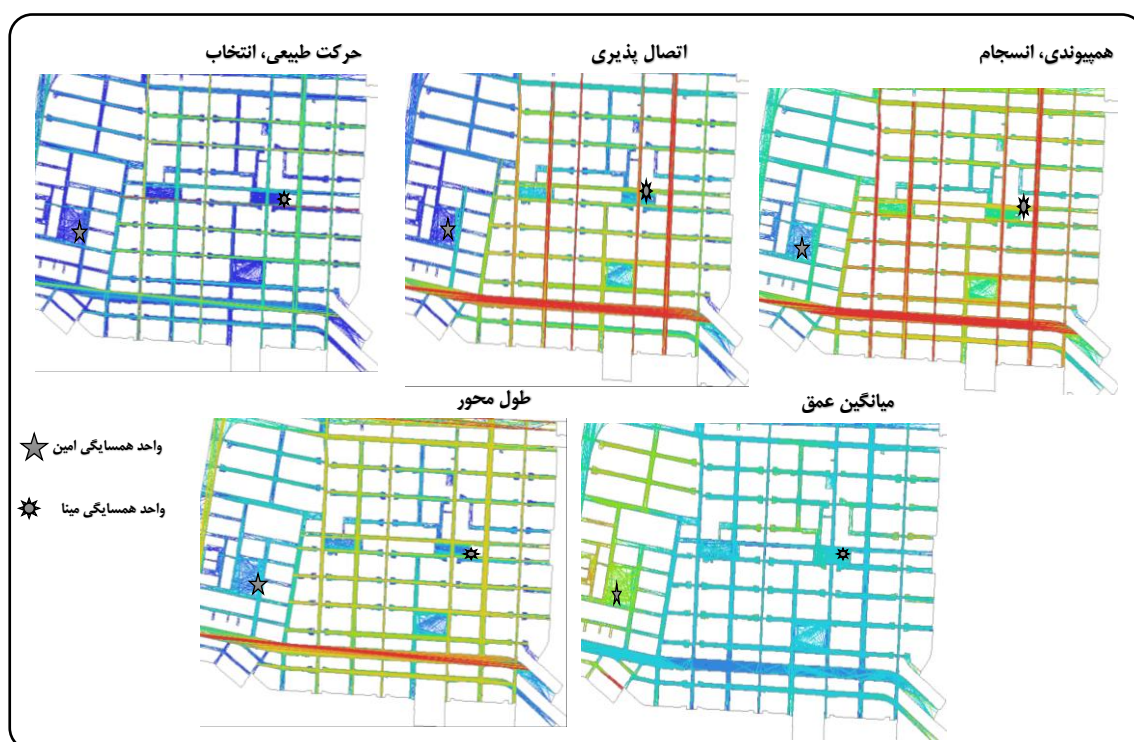 همپیوندی، انسجام
اتصال پذیری
حرکت طبیعی، انتخاب
میانگین عمق
طول محور
واحد همسایگی امین
واحد همسایگی مینا